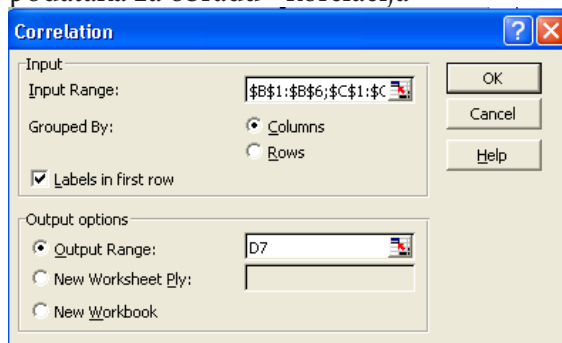 Correlation
Input
Input Range: $B$1:$B$6;$C$1:$C
Grouped By: Columns
Rows
Labels in first row
Output options
Output Range: D7
New Worksheet Ply:
New Workbook
OK
Cancel
Help